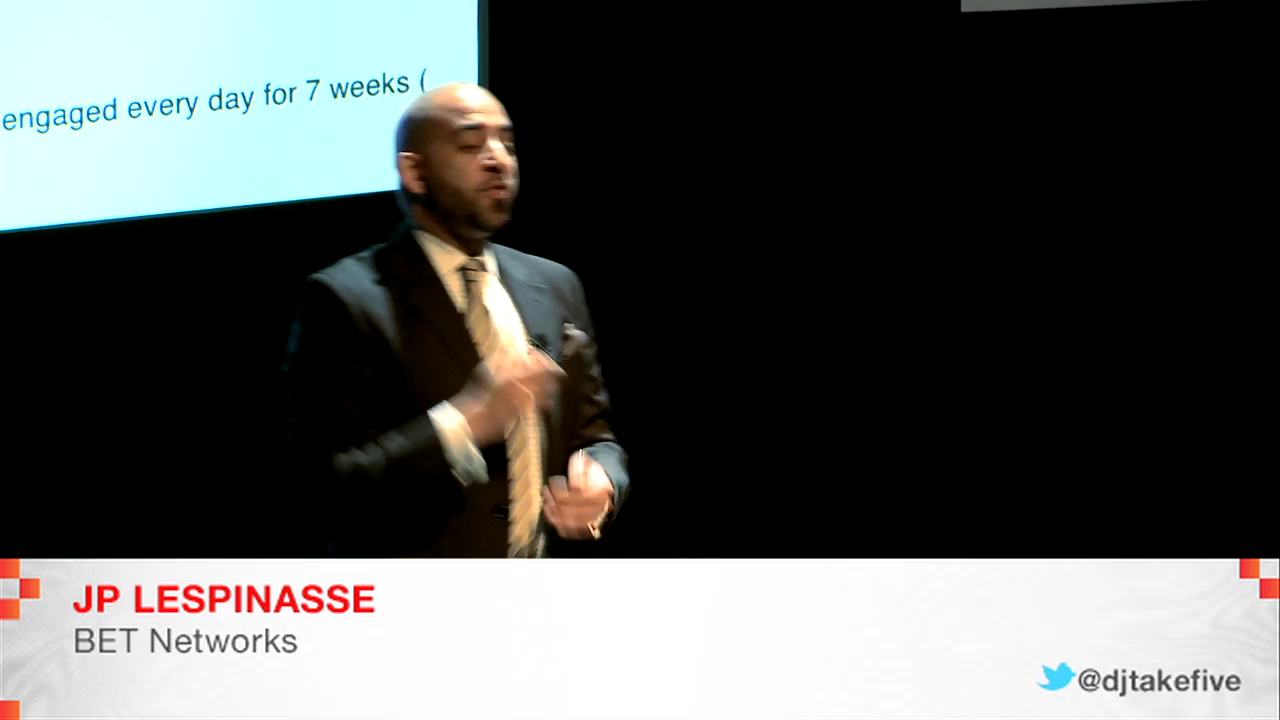 engaged every day for 7 weeks (
JP LESPINASSE
BET Networks
@djtakefive